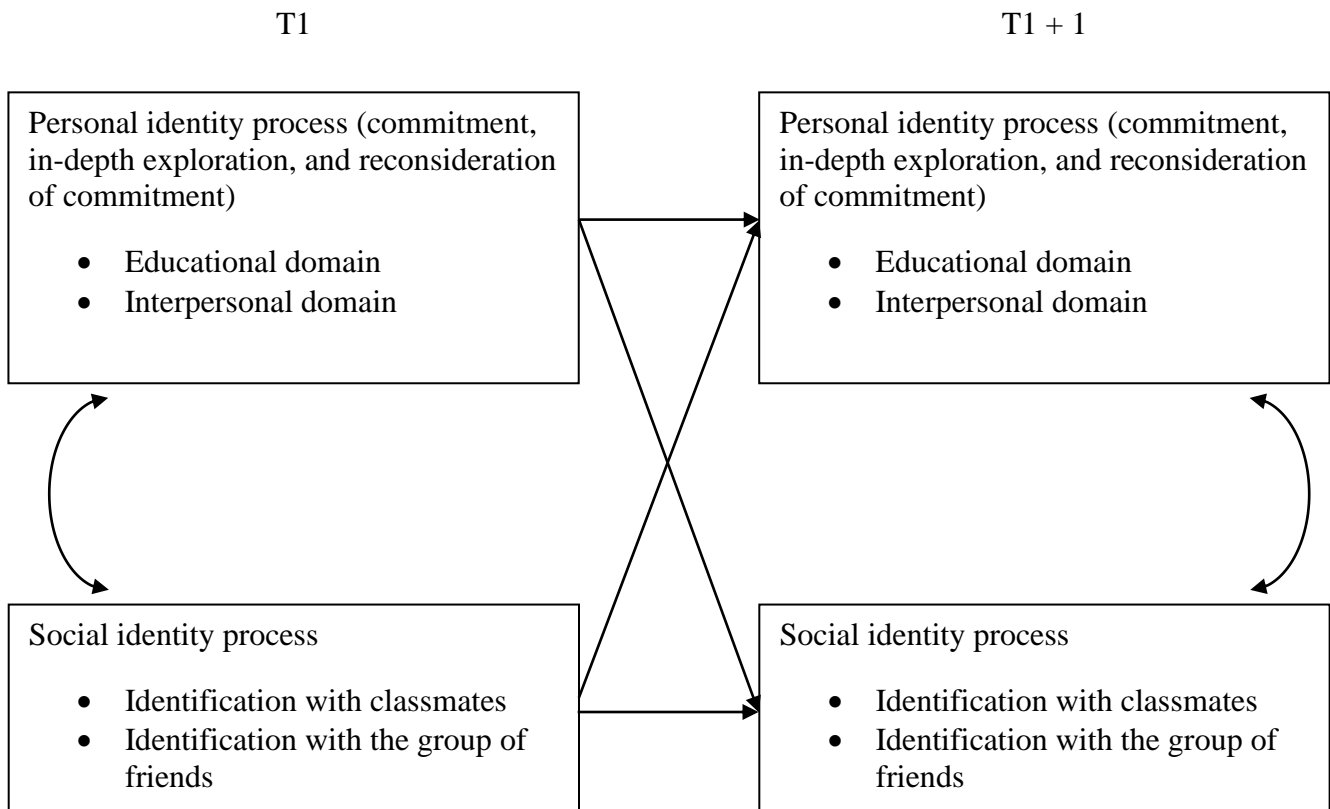 T1
T1 + 1
Personal identity process (commitment,
in-depth exploration, and reconsideration
of commitment)
• Educational domain
• Interpersonal domain
Personal identity process (commitment,
in-depth exploration, and reconsideration
of commitment)
• Educational domain
• Interpersonal domain
Social identity process
• Identification with classmates
• Identification with the group of
friends
Social identity process
• Identification with classmates
• Identification with the group of
friends